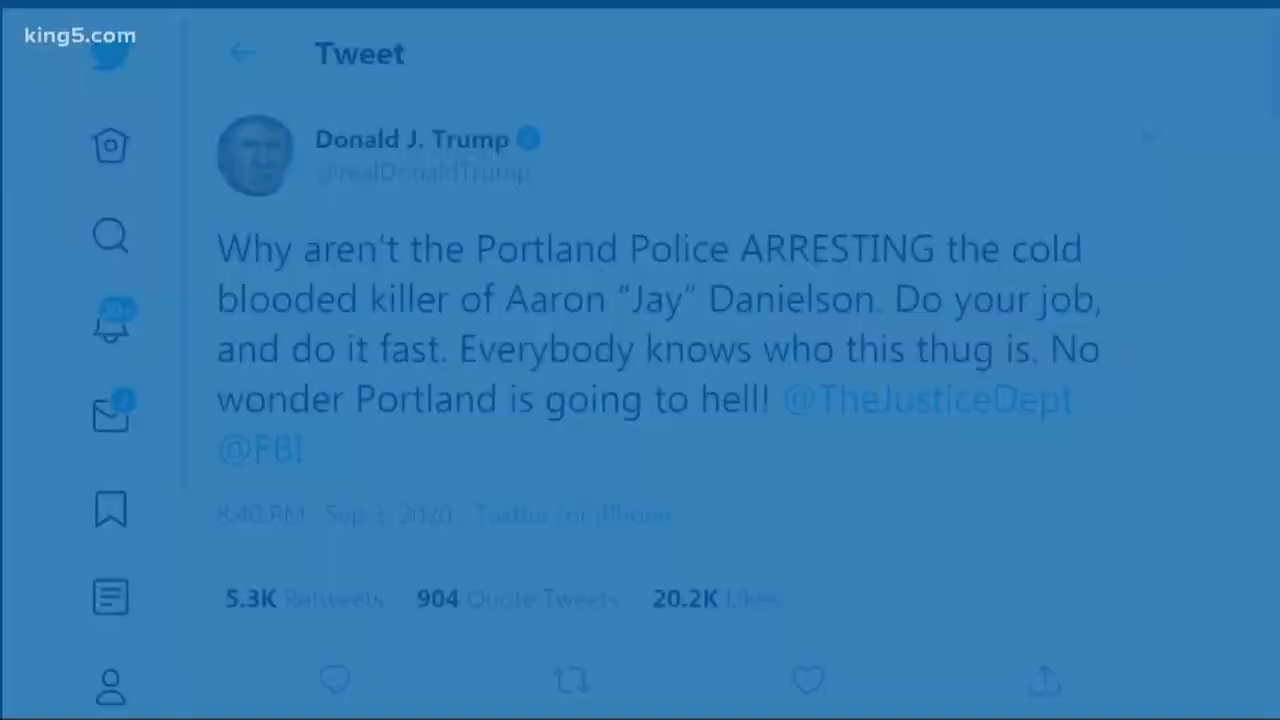 king5.com
Tweet
Donald J. Trump
@realDonaldTrump
Why aren't the Portland Police ARRESTING the cold
blooded killer of Aaron “Jay” Danielson. Do your job,
and do it fast. Everybody knows who this thug is. No
wonder Portland is going to hell! @TheJusticeDept
@FBI
8:40 PM · Sep 3, 2020 · Twitter for iPhone
5.3K Retweets 904 Quote Tweets 20.2K Likes